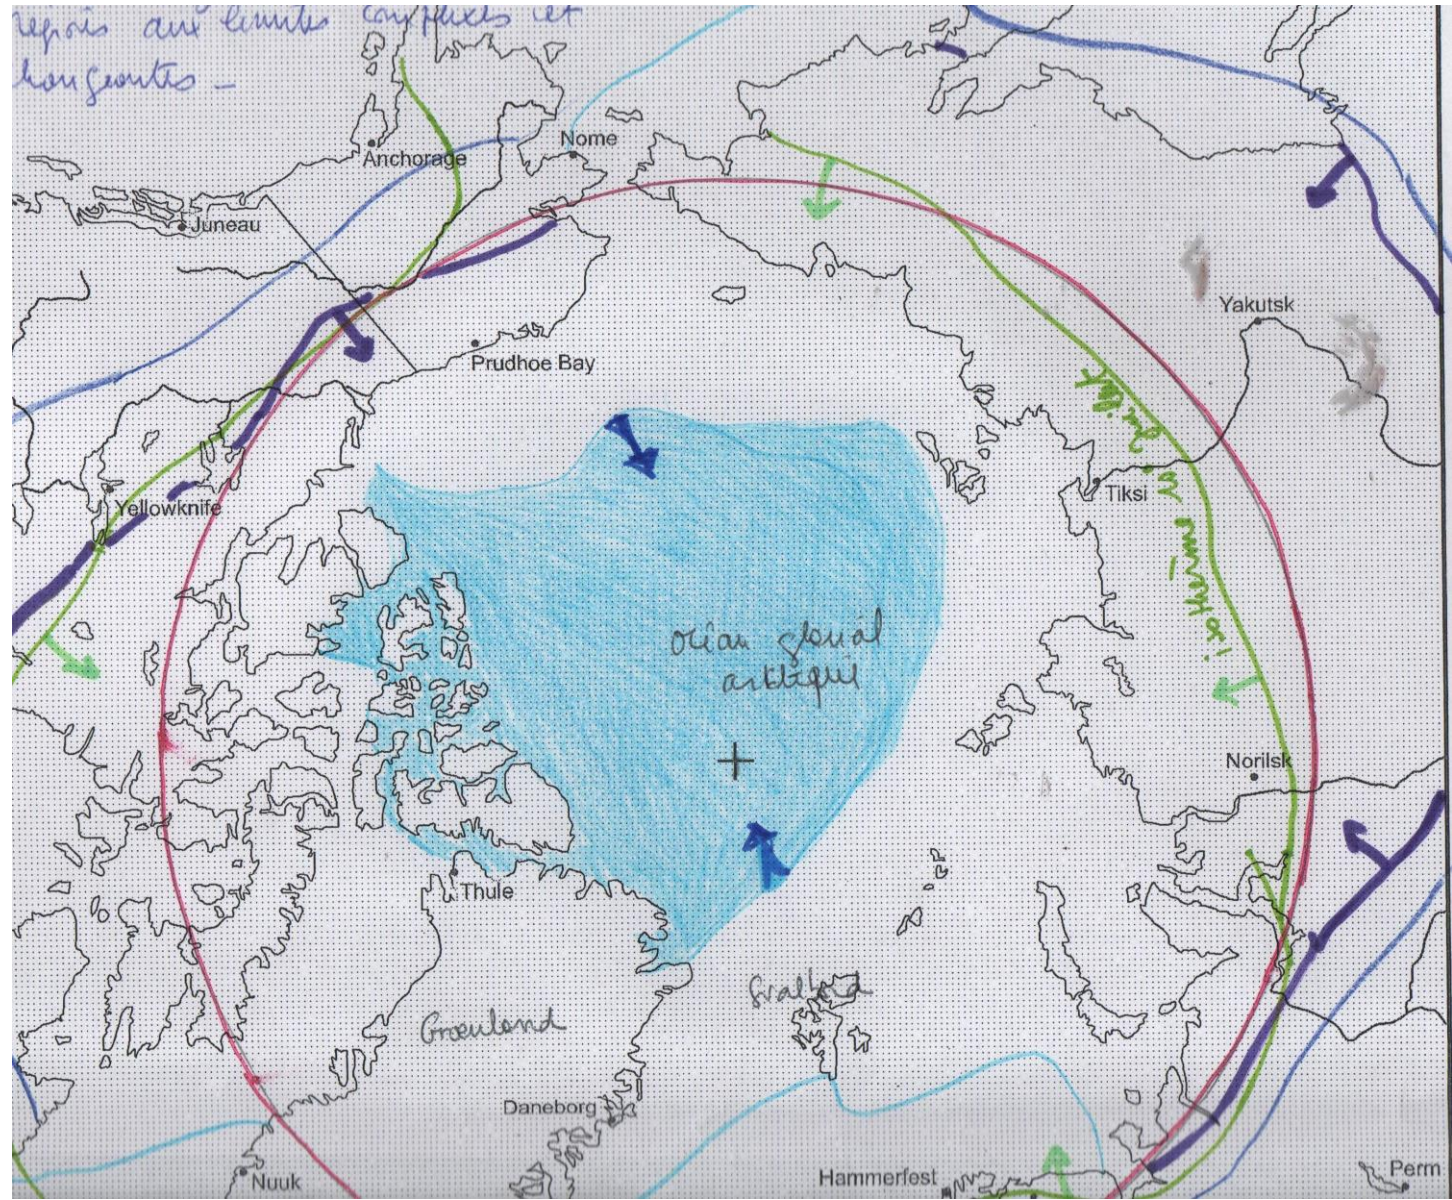 aux limites complexes et
changeantes -
Nome
Anchorage
Juneau
Yakutsk
Prudhoe Bay
juillet
Tiksi
Yellowknife
isotherme 10°
océan glacial
arctique
Norilsk
Thule
Svalbard
Groenland
Daneborg
Hammerfest
Perm
Nuuk